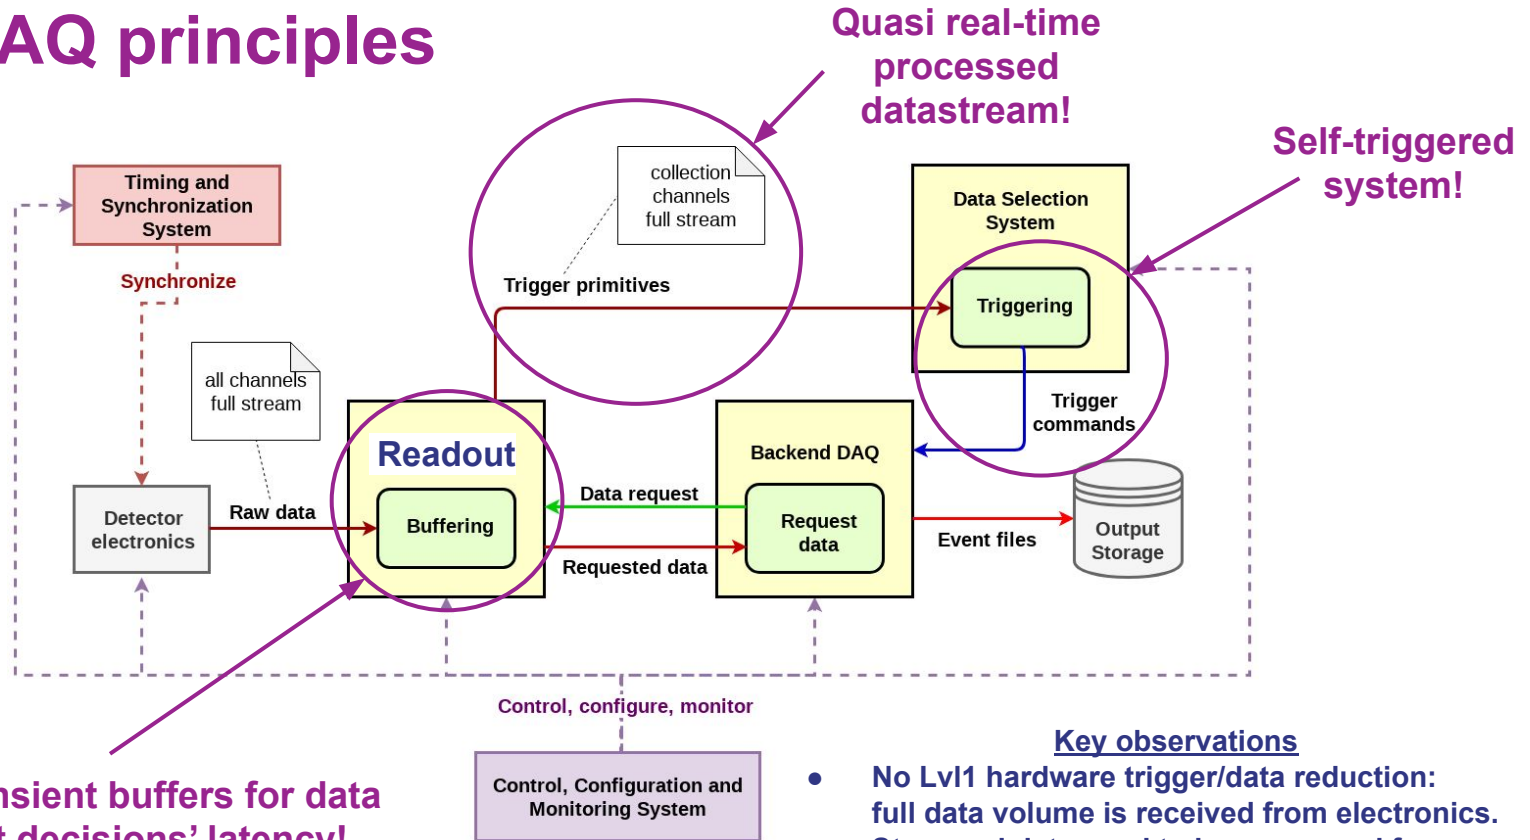 AQ principles
Quasi real-time
processed
datastream!
Self-triggered
system!
Timing and
Synchronization
System
Synchronize
collection
channels
full stream
Trigger primitives
Data Selection
System
Triggering
Trigger
commands
all channels
full stream
Readout
Buffering
Raw data
Detector
electronics
Data request
Requested data
Backend DAQ
Request
data
Event files
Output
Storage
Control, configure, monitor
Control, Configuration and
Monitoring System
nsient buffers for data
t decisions’ latency!
Key observations
● No Lvl1 hardware trigger/data reduction:
full data volume is received from electronics.